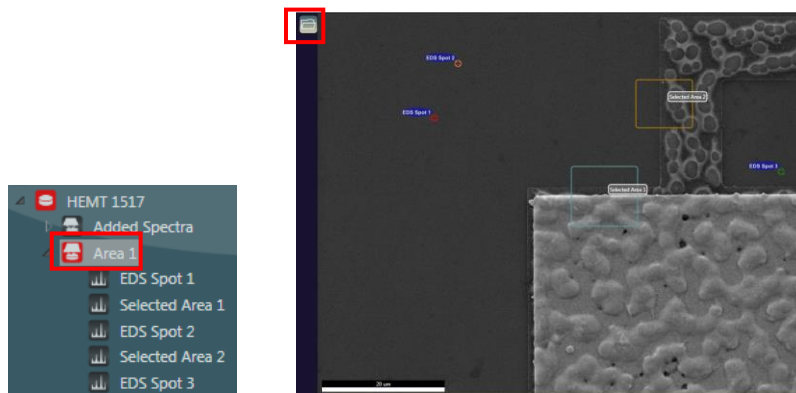 HEMT 1517
Added Spectra
Area 1
EDS Spot 1
Selected Area 1
EDS Spot 2
Selected Area 2
EDS Spot 3
EDS Spot 2
Selected Area 2
EDS Spot 1
EDS Spot 3
Selected Area 1
20 um